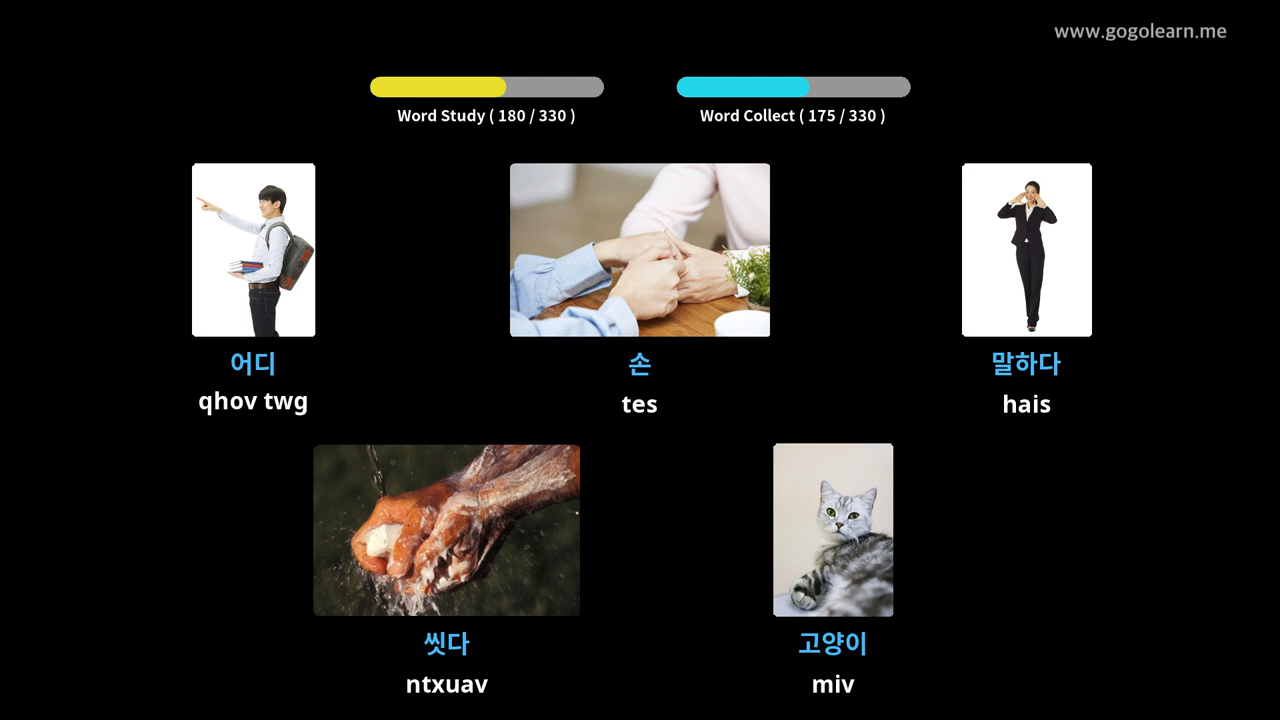 www.gogolearn.me
Word Study ( 180 / 330 )
Word Collect ( 175 / 330 )
어디
qhov twg
손
tes
말하다
hais
씻다
ntxuav
고양이
miv